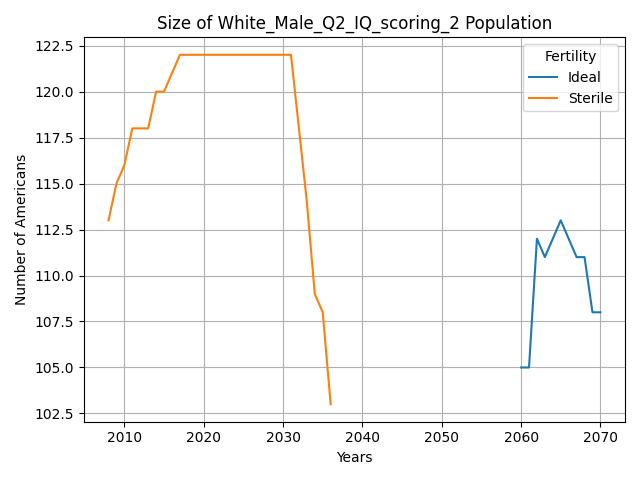 Size of White_Male_Q2_IQ_scoring_2 Population
Fertility
Ideal
Sterile
Number of Americans
122.5
120.0
117.5
115.0
112.5
110.0
107.5
105.0
102.5
2010 2020 2030 2040 2050 2060 2070
Years